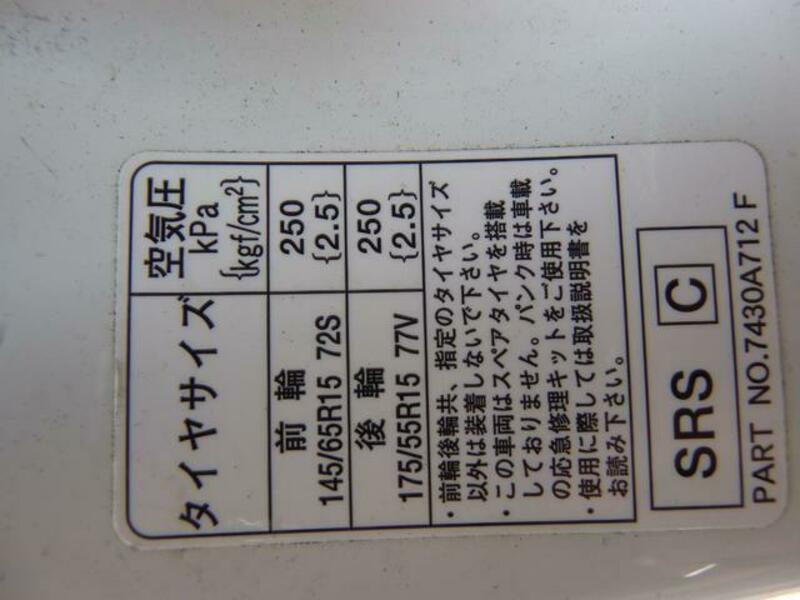 タイヤサイズ 空気圧
kPa
{kgf/cm²}
前輪 250
145/65R15 72S {2.5}
後輪 250
175/55R15 77V {2.5}
・前輪後輪共、指定のタイヤサイズ
以外は装着しないで下さい。
・この車両はスペアタイヤを搭載
しておりません。パンク時は車載
の応急修理キットをご使用下さい。
・使用に際しては取扱説明書を
お読み下さい。
SRS C
PART NO.7430A712 F